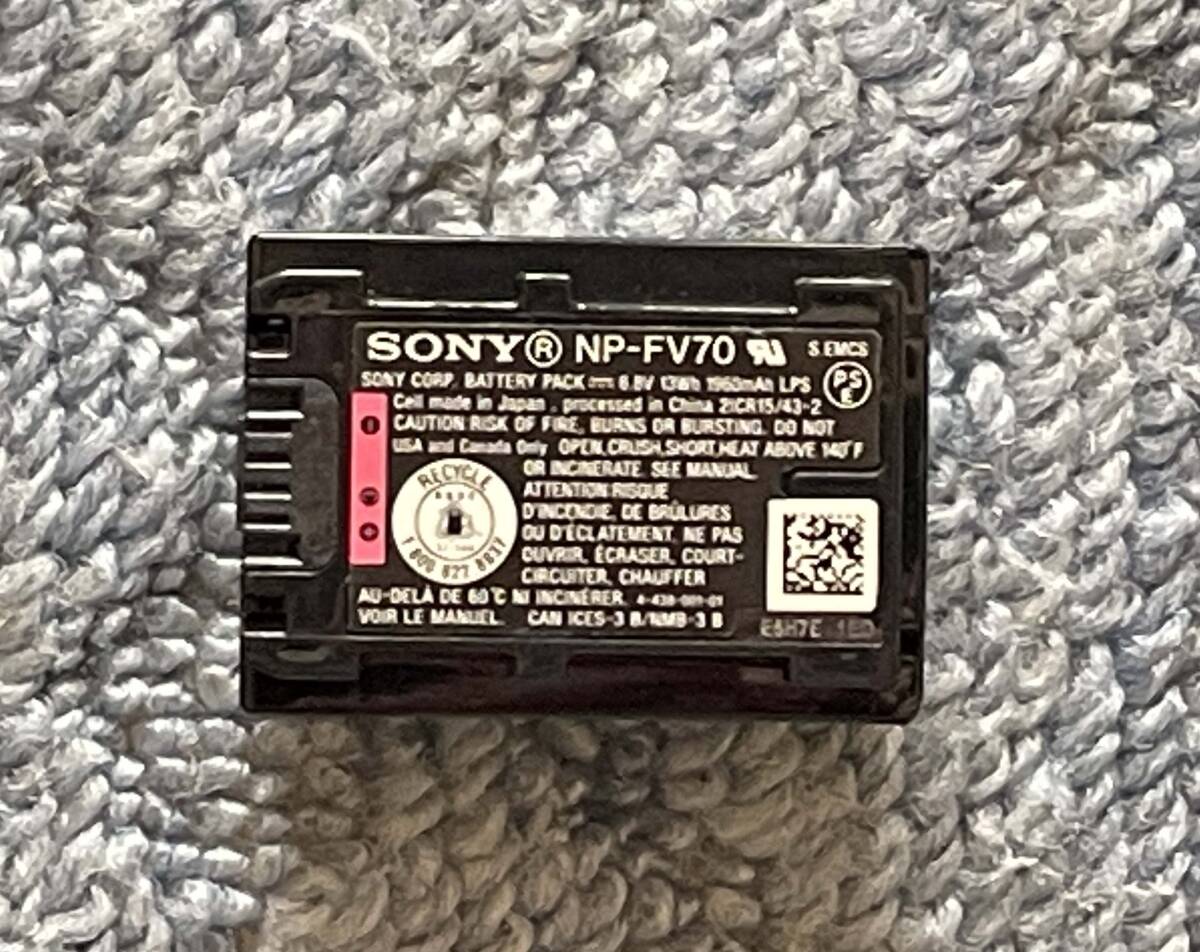 SONY® NP-FV70
S.EMCS
SONY CORP. BATTERY PACK 6.8V 13Wh 1960mAh LPS
PS E
Cell made in Japan , processed in China 2ICR15/43-2
CAUTION RISK OF FIRE, BURNS OR BURSTING. DO NOT
USA and Canada Only OPEN,CRUSH,SHORT,HEAT ABOVE 140°F
OR INCINERATE. SEE MANUAL.
ATTENTION:RISQUE
D'INCENDIE, DE BRÛLURES
OU D'ÉCLATEMENT. NE PAS
OUVRIR, ÉCRASER, COURT-
CIRCUITER, CHAUFFER
AU-DELÀ DE 60°C NI INCINÉRER. 4-438-001-01
VOIR LE MANUEL. CAN ICES-3 B/NMB-3 B
RECYCLE
1 800 822 8837